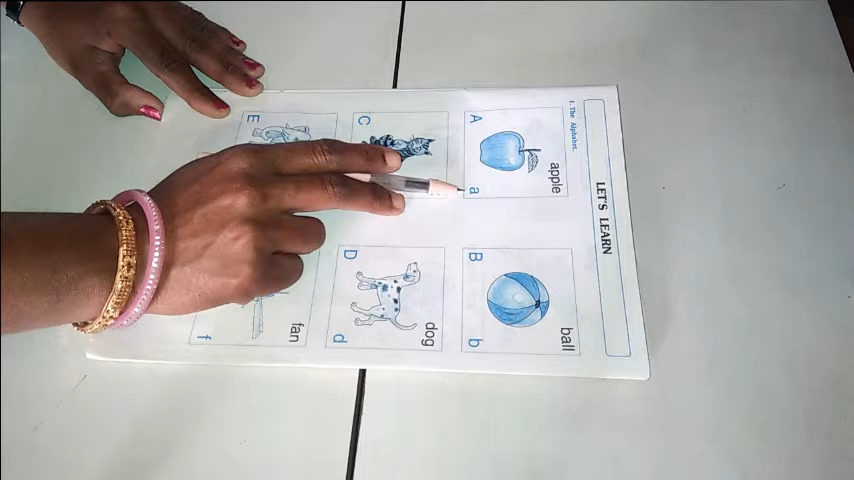 LET'S LEARN
1. The Alphabet.
apple
A a
ball
B b
C
dog
D d
E
fan
f